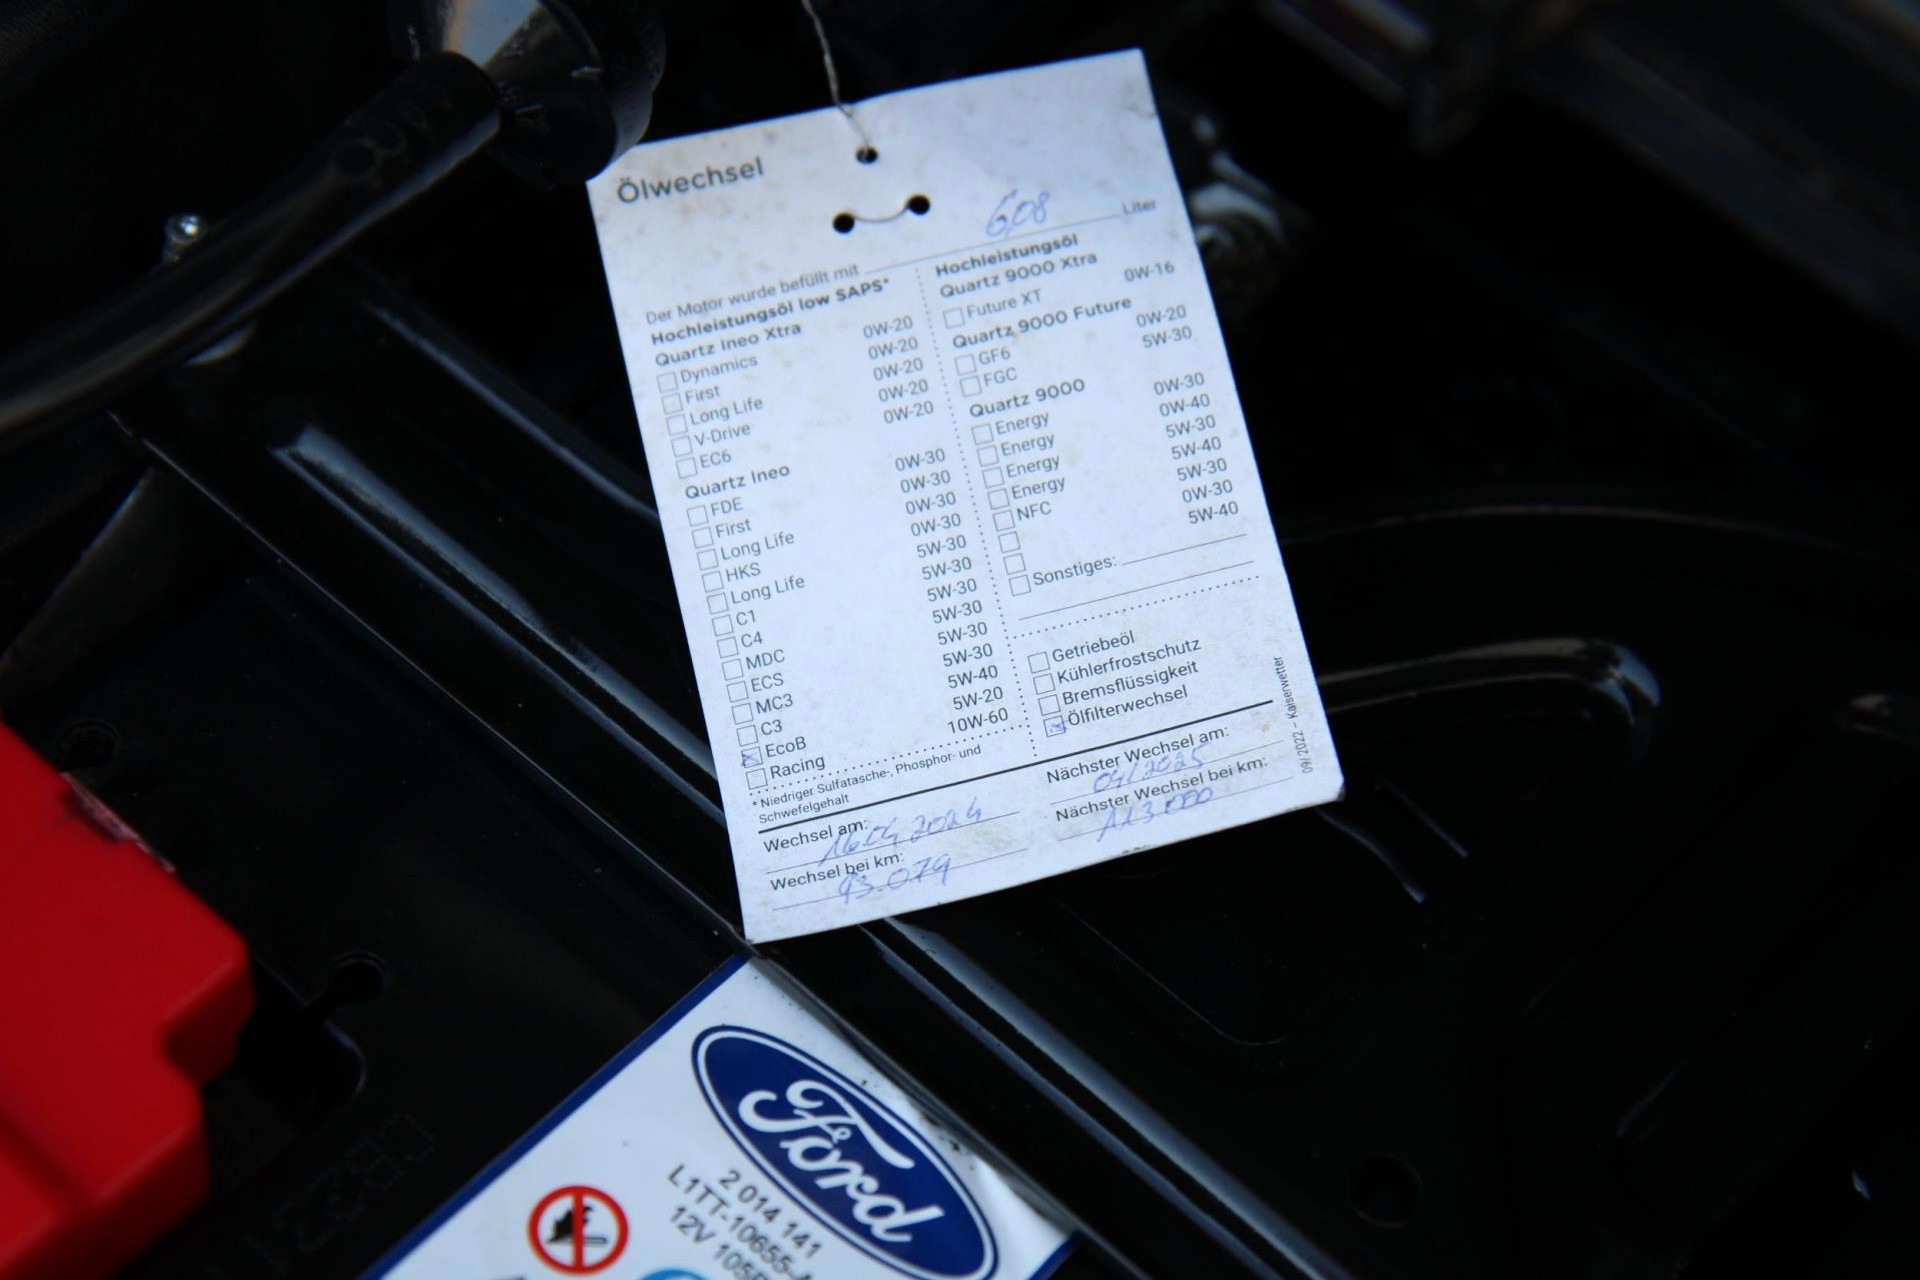 Ölwechsel
Der Motor wurde befüllt mit 6,08 Liter
Hochleistungsöl low SAPS*
Quartz Ineo Xtra
Dynamics 0W-20
First 0W-20
Long Life 0W-20
V-Drive 0W-20
EC6 0W-20
Quartz Ineo
FDE 0W-30
First 0W-30
Long Life 0W-30
HKS 0W-30
Long Life 5W-30
C1 5W-30
C4 5W-30
MDC 5W-30
ECS 5W-30
MC3 5W-30
C3 5W-40
EcoB 5W-20
Racing 10W-60
* Niedriger Sulfatasche-, Phosphor- und
Schwefelgehalt
Hochleistungsöl
Quartz 9000 Xtra
Future XT 0W-16
Quartz 9000 Future
GF6 0W-20
FGC 5W-30
Quartz 9000
Energy 0W-30
Energy 0W-40
Energy 5W-30
Energy 5W-40
NFC 5W-30
0W-30
5W-40
Sonstiges:
Getriebeöl
Kühlerfrostschutz
Bremsflüssigkeit
Ölfilterwechsel
Wechsel am:
16.04.2024
Wechsel bei km:
93.079
Nächster Wechsel am:
04/2025
Nächster Wechsel bei km:
113.000
09/2022 – Kaiserwetter
Ford
2 014 141
L1TT-10655-
12V 105